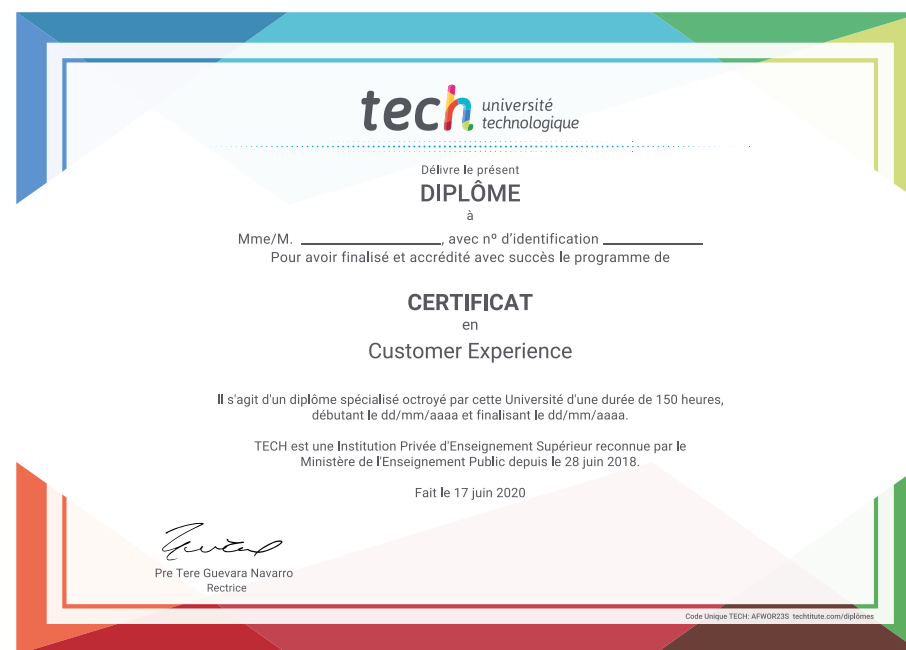 tech université
technologique
Délivre le présent
DIPLÔME
à
Mme/M. ____________________, avec nº d'identification ______________
Pour avoir finalisé et accrédité avec succès le programme de
CERTIFICAT
en
Customer Experience
Il s'agit d'un diplôme spécialisé octroyé par cette Université d'une durée de 150 heures,
débutant le dd/mm/aaaa et finalisant le dd/mm/aaaa.
TECH est une Institution Privée d'Enseignement Supérieur reconnue par le
Ministère de l'Enseignement Public depuis le 28 juin 2018.
Fait le 17 juin 2020
Pre Tere Guevara Navarro
Rectrice
Code Unique TECH: AFWOR23S techtitute.com/diplômes